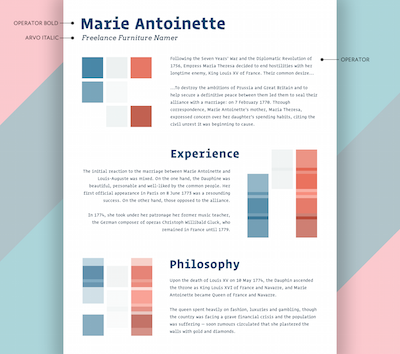 OPERATOR BOLD
Marie Antoinette
ARVO ITALIC
Freelance Furniture Namer
OPERATOR
Following the Seven Years' War and the Diplomatic Revolution of
1756, Empress Maria Theresa decided to end hostilities with her
longtime enemy, King Louis XV of France. Their common desire...
...To destroy the ambitions of Prussia and Great Britain and to
help secure a definitive peace between them led them to seal their
alliance with a marriage: on 7 February 1770. Through
correspondence, Marie Antoinette's mother, Maria Theresa,
expressed concern over her daughter's spending habits, citing the
civil unrest it was beginning to cause.
Experience
The initial reaction to the marriage between Marie Antoinette and
Louis-Auguste was mixed. On the one hand, the Dauphine was
beautiful, personable and well-liked by the common people. Her
first official appearance in Paris on 8 June 1773 was a resounding
success. On the other hand, those opposed to the alliance.
In 1774, she took under her patronage her former music teacher,
the German composer of operas Christoph Willibald Gluck, who
remained in France until 1779.
Philosophy
Upon the death of Louis XV on 10 May 1774, the Dauphin ascended
the throne as King Louis XVI of France and Navarre, and Marie
Antoinette became Queen of France and Navarre.
The queen spent heavily on fashion, luxuries and gambling, though
the country was facing a grave financial crisis and the population
was suffering — soon rumours circulated that she plastered the
walls with gold and diamonds.